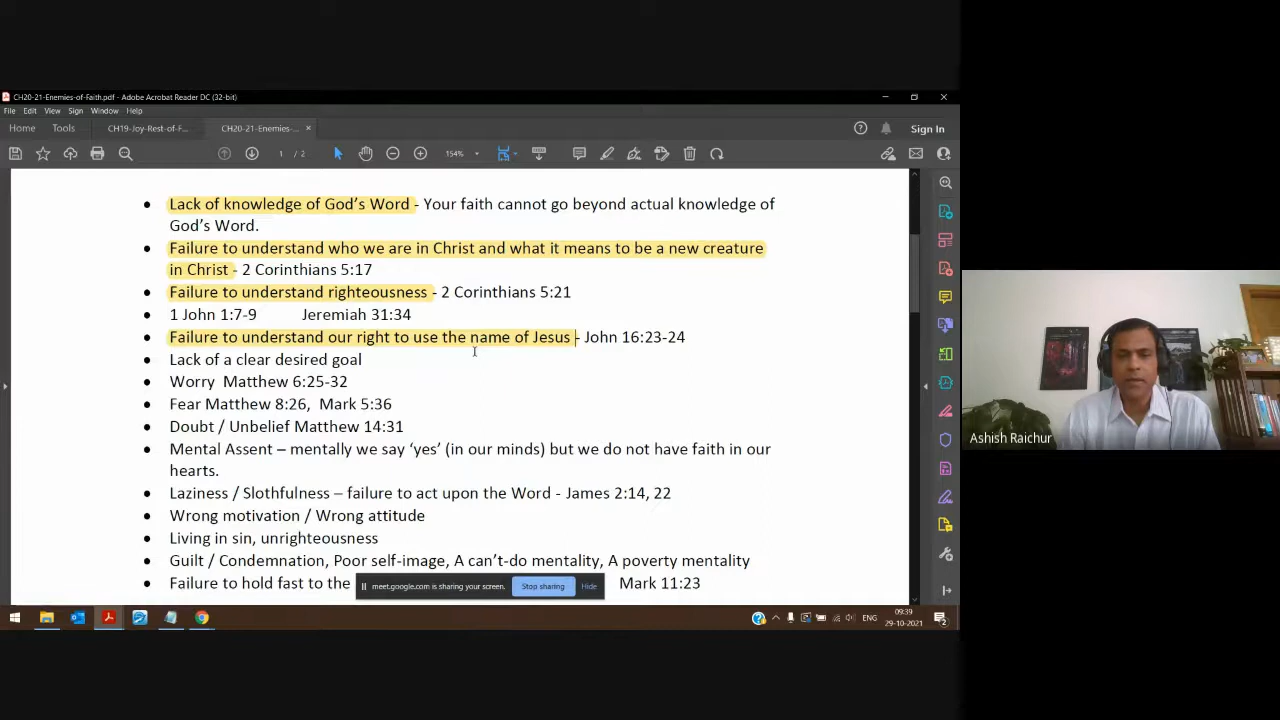 CH20-21-Enemies-of-Faith.pdf - Adobe Acrobat Reader DC (32-bit)
File Edit View Sign Window Help
Home Tools CH19-Joy-Rest-of-F... CH20-21-Enemies-... × Sign In
1 / 2 154%
• Lack of knowledge of God's Word - Your faith cannot go beyond actual knowledge of
God's Word.
• Failure to understand who we are in Christ and what it means to be a new creature
in Christ - 2 Corinthians 5:17
• Failure to understand righteousness - 2 Corinthians 5:21
• 1 John 1:7-9 Jeremiah 31:34
• Failure to understand our right to use the name of Jesus - John 16:23-24
• Lack of a clear desired goal
• Worry Matthew 6:25-32
• Fear Matthew 8:26, Mark 5:36
• Doubt / Unbelief Matthew 14:31
• Mental Assent – mentally we say ‘yes’ (in our minds) but we do not have faith in our
hearts.
• Laziness / Slothfulness – failure to act upon the Word - James 2:14, 22
• Wrong motivation / Wrong attitude
• Living in sin, unrighteousness
• Guilt / Condemnation, Poor self-image, A can't-do mentality, A poverty mentality
• Failure to hold fast to the Mark 11:23
meet.google.com is sharing your screen. Stop sharing Hide
ENG 09:39
29-10-2021
Ashish Raichur